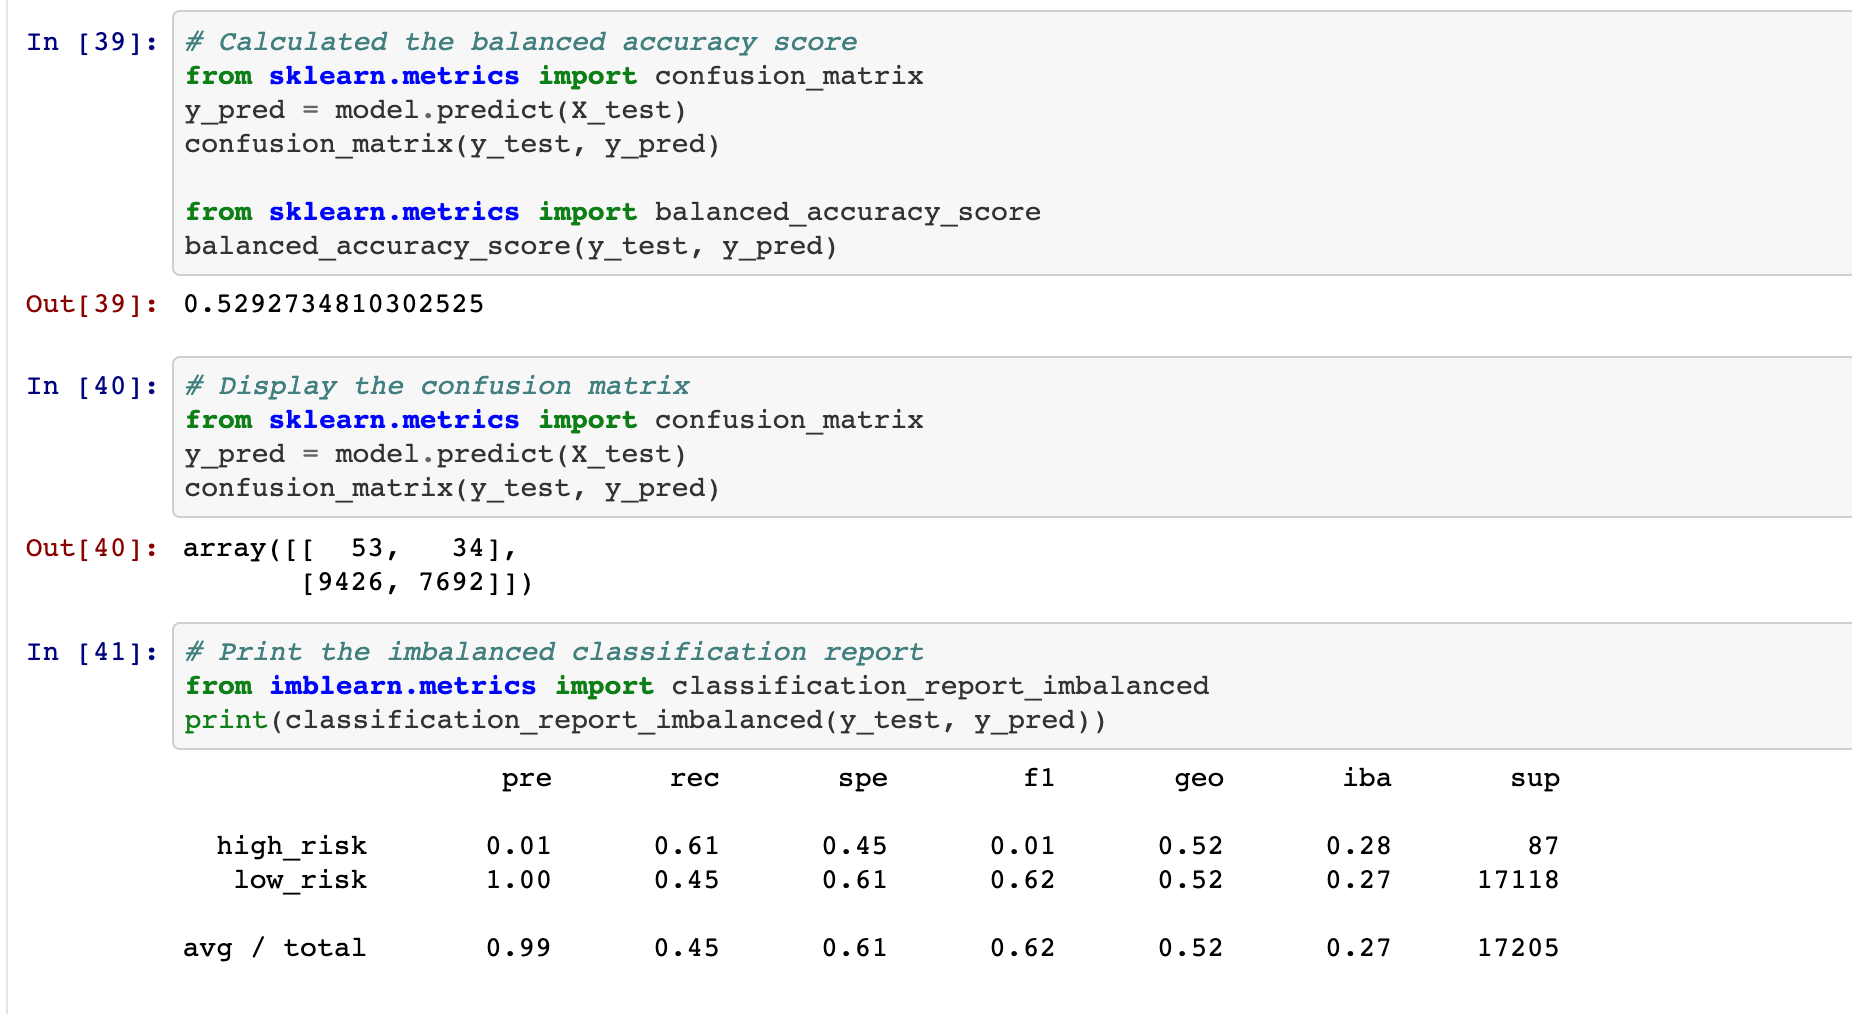 In [39]: # Calculated the balanced accuracy score
from sklearn.metrics import confusion_matrix
y_pred = model.predict(X_test)
confusion_matrix(y_test, y_pred)
from sklearn.metrics import balanced_accuracy_score
balanced_accuracy_score(y_test, y_pred)
Out[39]: 0.5292734810302525
In [40]: # Display the confusion matrix
from sklearn.metrics import confusion_matrix
y_pred = model.predict(X_test)
confusion_matrix(y_test, y_pred)
Out[40]: array([[  53,   34],
       [9426, 7692]])
In [41]: # Print the imbalanced classification report
from imblearn.metrics import classification_report_imbalanced
print(classification_report_imbalanced(y_test, y_pred))
pre rec spe f1 geo iba sup
high_risk 0.01 0.61 0.45 0.01 0.52 0.28 87
low_risk 1.00 0.45 0.61 0.62 0.52 0.27 17118
avg / total 0.99 0.45 0.61 0.62 0.52 0.27 17205